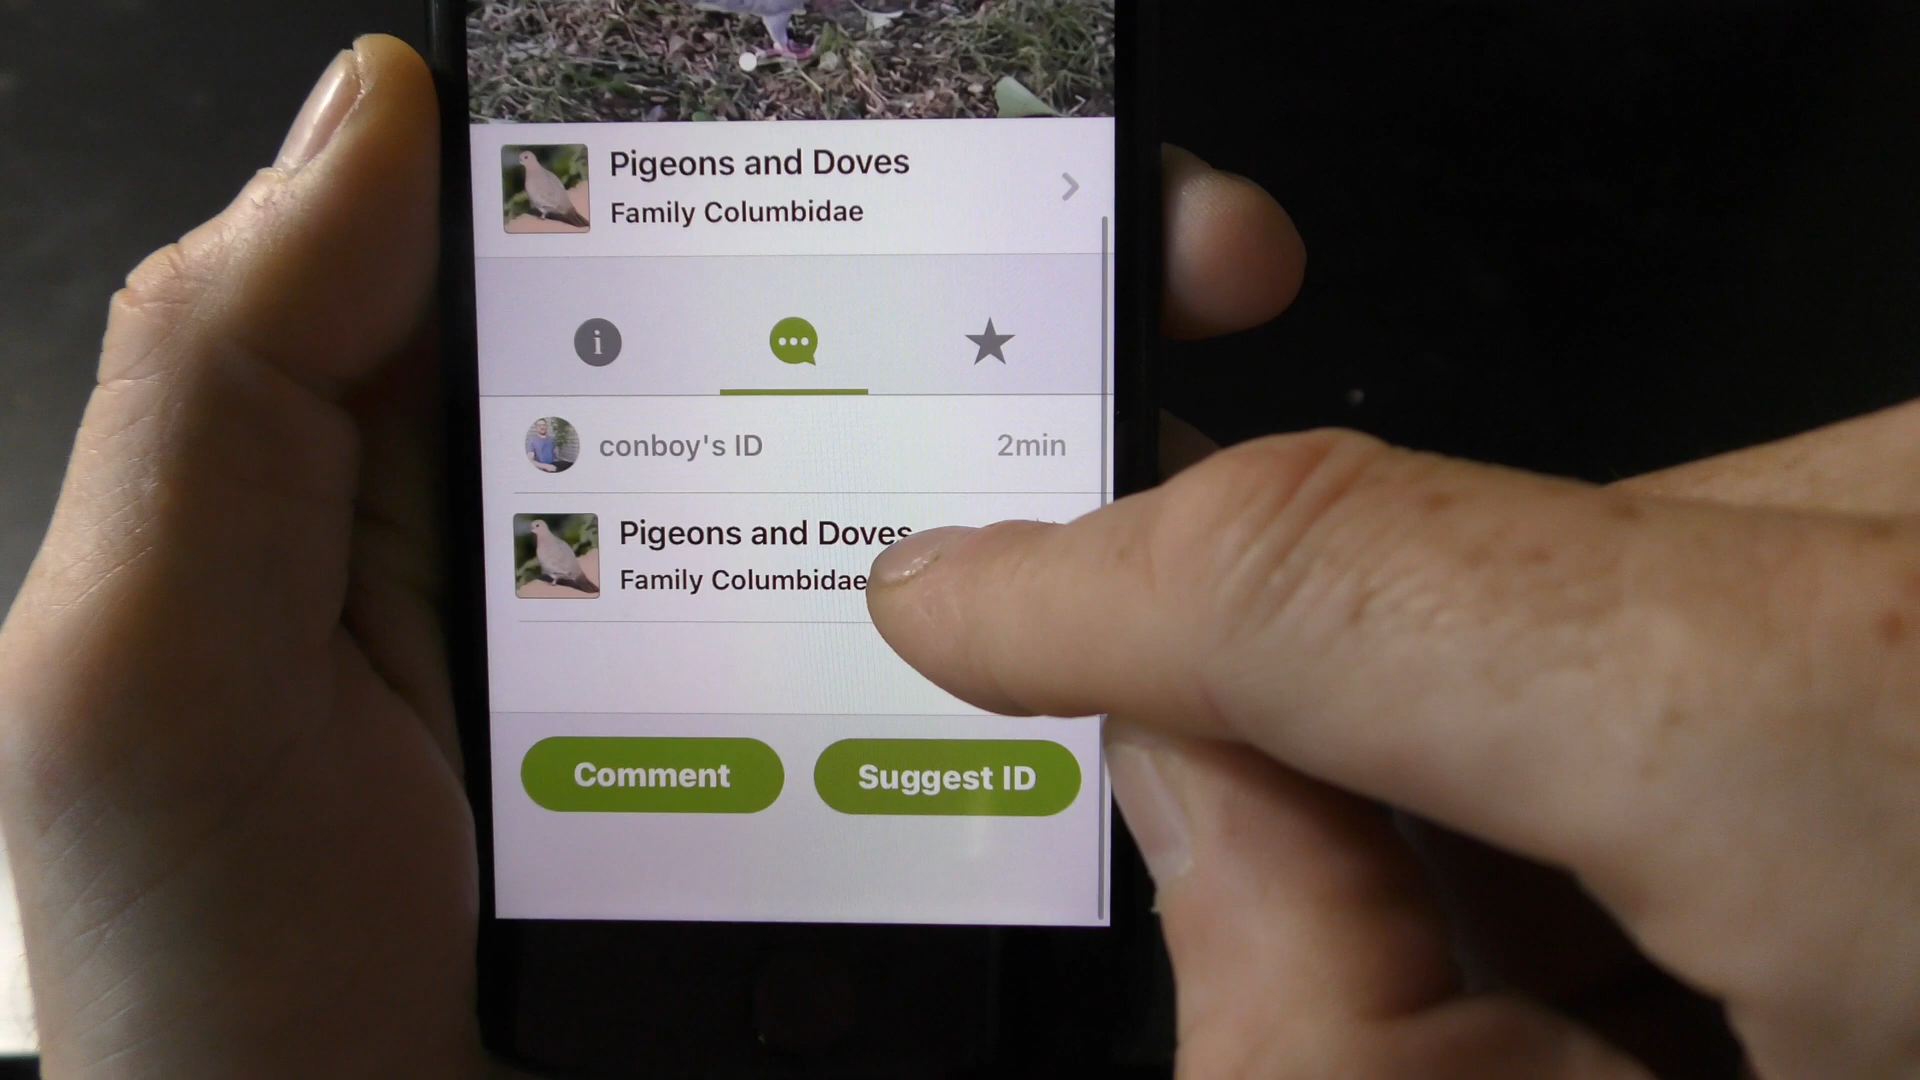 Pigeons and Doves
Family Columbidae
conboy's ID 2min
Pigeons and Doves
Family Columbidae
Comment Suggest ID